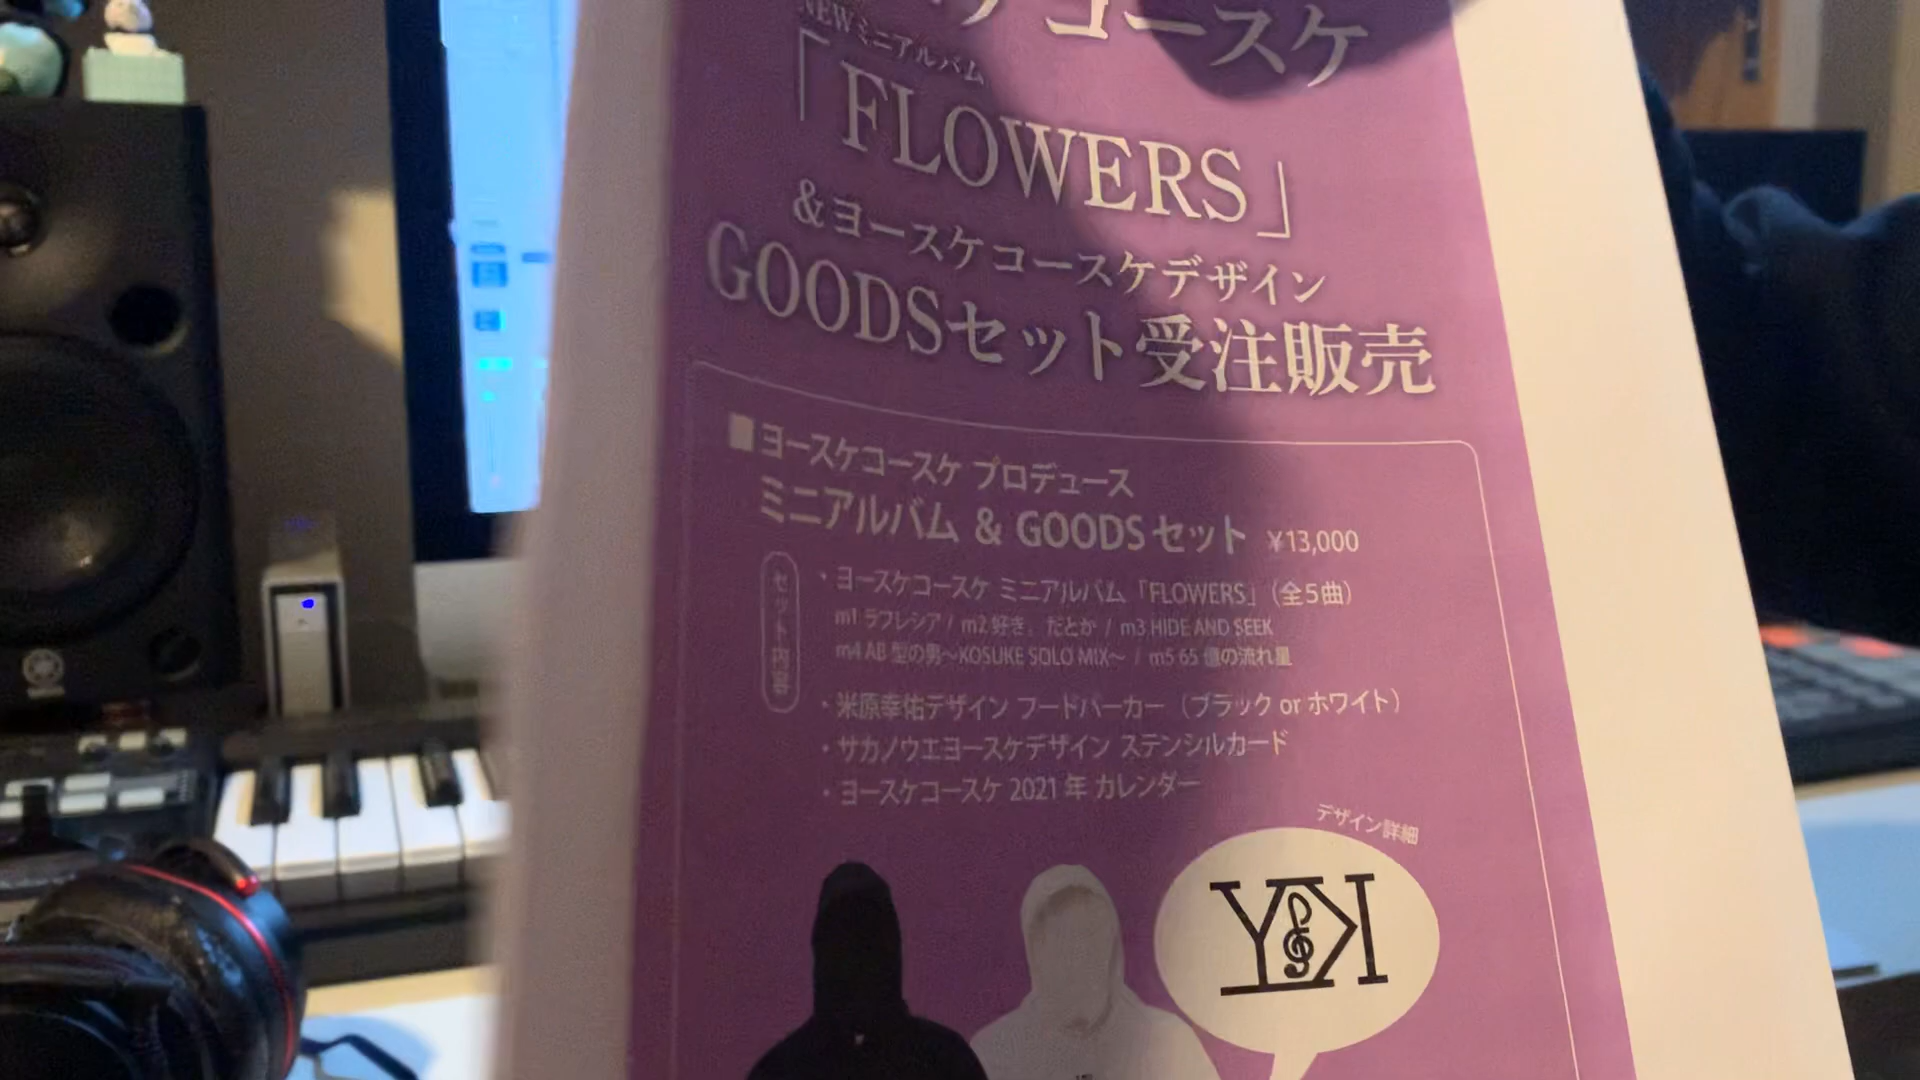 コースケ
NEWミニアルバム
「FLOWERS」
&ヨースケコースケデザイン
GOODSセット受注販売
■ヨースケコースケ プロデュース
ミニアルバム & GOODS セット ¥13,000
セット内容
・ヨースケコースケ ミニアルバム「FLOWERS」（全5曲）
m1 ラフレシア / m2 好き。だとか / m3 HIDE AND SEEK
m4 AB 型の男〜KOSUKE SOLO MIX〜 / m5 65 億の流れ星
・米原幸佑デザイン フードパーカー（ブラック or ホワイト）
・サカノウエヨースケデザイン ステンシルカード
・ヨースケコースケ 2021 年 カレンダー
デザイン詳細